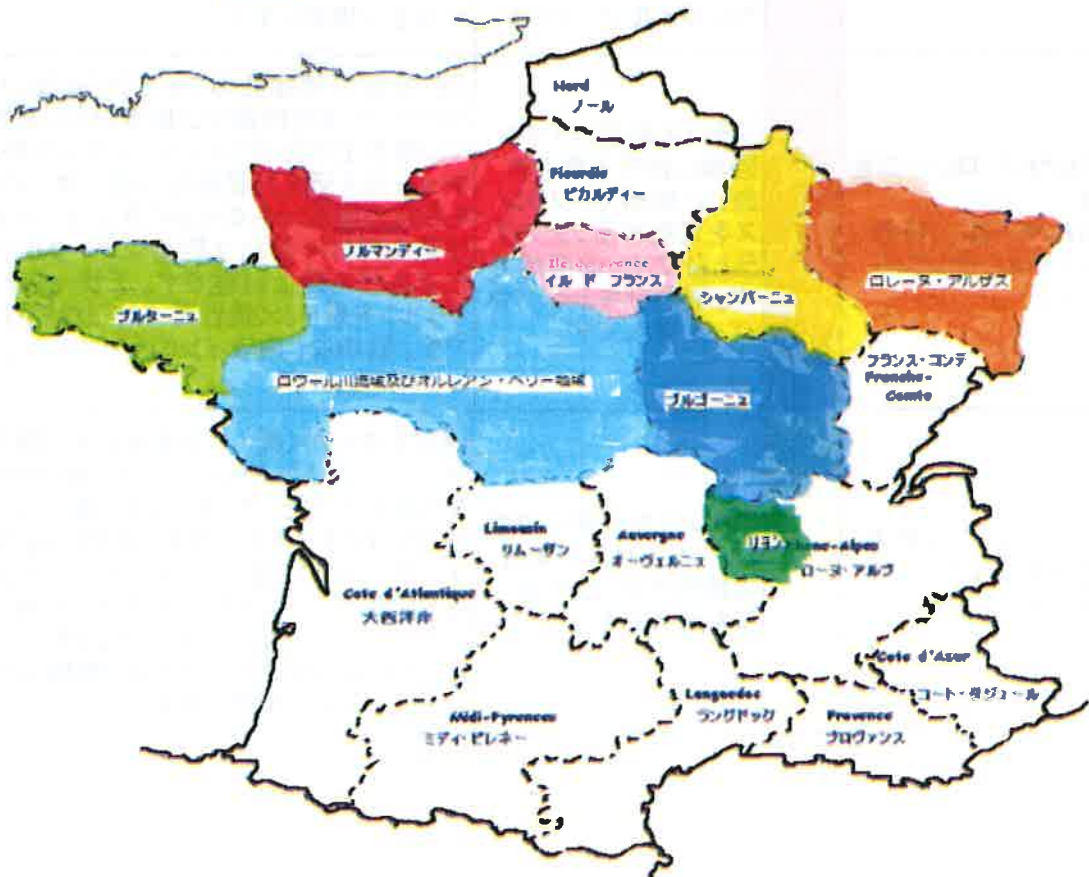 Nord
ノール
Picardie
ピカルディー
ノルマンディー
Ile de France
イル ド フランス
シャンパーニュ
ロレーヌ・アルザス
ブルターニュ
フランス・コンテ
Franche-
Comte
ロワール川流域及びオルレアン・ベリー地域
ブルゴーニュ
Limousin
リムーザン
Auvergne
オーヴェルニュ
リヨン
Rhone-Alpes
ローヌ・アルプ
Cote d'Atlantique
大西洋岸
Cote d'Azur
コート・ダジュール
Midi-Pyrences
ミディ・ピレネー
Languedoc
ラングドック
Provence
プロヴァンス